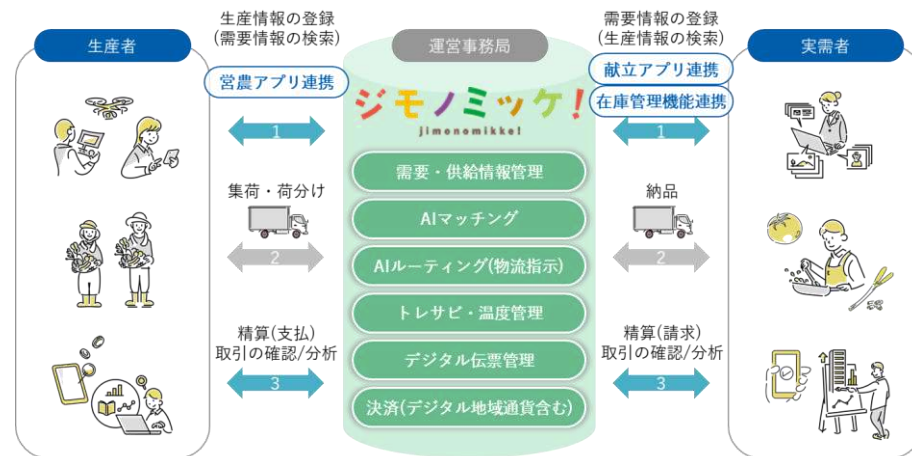 生産情報の登録
(需要情報の検索)
需要情報の登録
(生産情報の検索)
生産者
運営事務局
実需者
営農アプリ連携
献立アプリ連携
在庫管理機能連携
ジモノミッケ!
jimonomikke!
1
1
需要・供給情報管理
集荷・荷分け
納品
AIマッチング
2
2
AIルーティング(物流指示)
トレサビ・温度管理
精算(支払)
取引の確認/分析
精算(請求)
取引の確認/分析
デジタル伝票管理
3
3
決済(デジタル地域通貨含む)